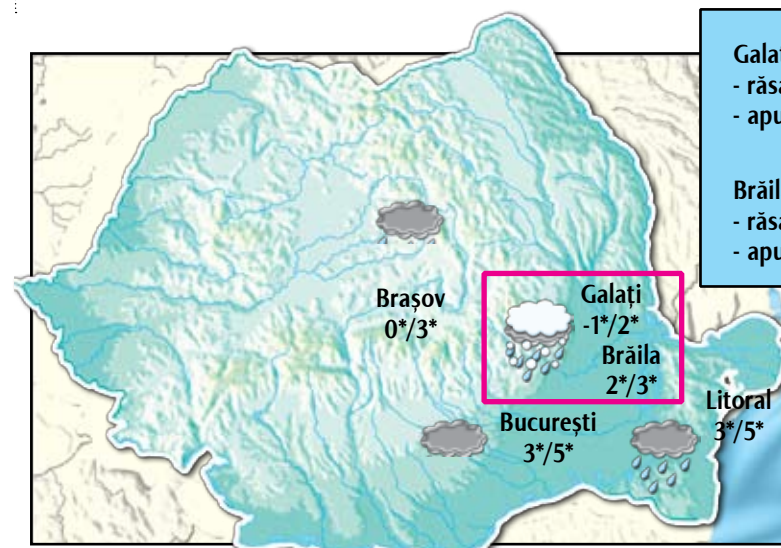 Galați
- răsă
- apu
Brăil
- răsă
- apu
Brașov
0*/3*
Galați
-1*/2*
Brăila
2*/3*
București
3*/5*
Litoral
3*/5*